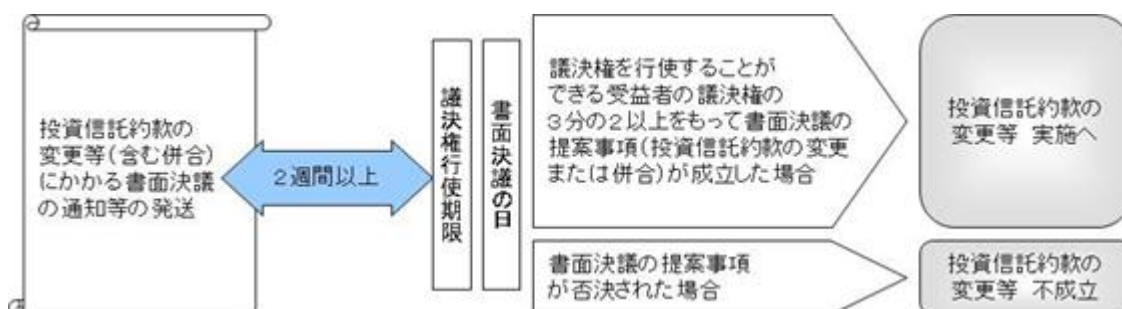 投資信託約款の
変更等(含む併合)
にかかる書面決議
の通知等の発送
2週間以上
議決権行使期限
書面決議の日
議決権を行使することが
できる受益者の議決権の
3分の2以上をもって書面決議の
提案事項(投資信託約款の変更
または併合)が成立した場合
投資信託約款の
変更等 実施へ
書面決議の提案事項
が否決された場合
投資信託約款の
変更等 不成立